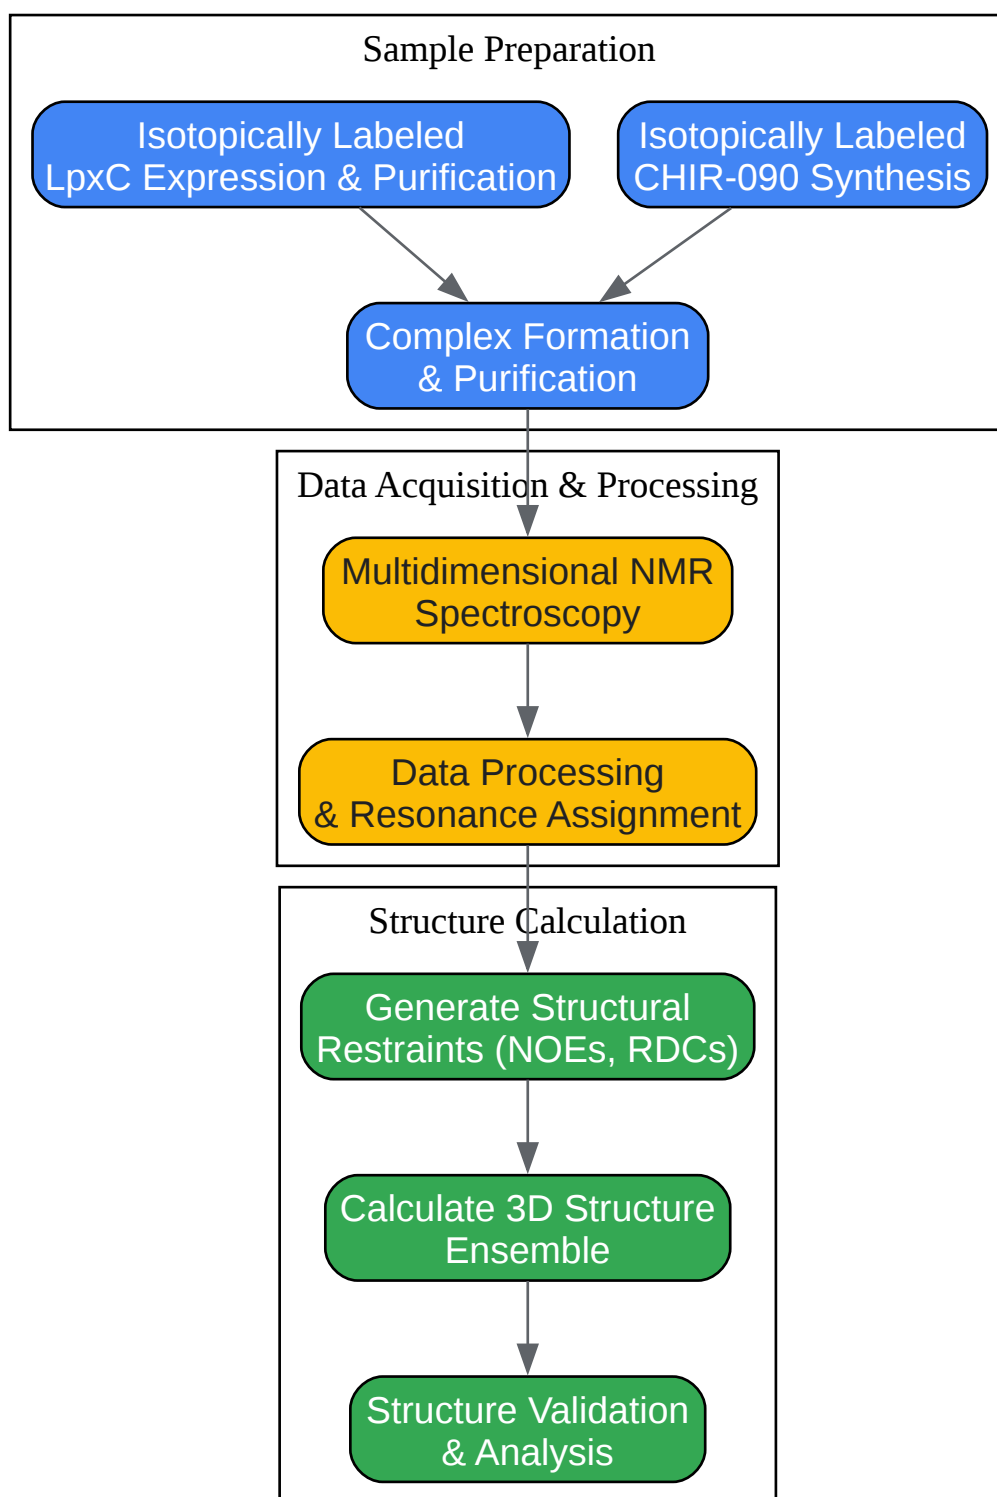 Sample Preparation
Isotopically Labeled
LpxC Expression & Purification
Isotopically Labeled
CHIR-090 Synthesis
Complex Formation
& Purification
Data Acquisition & Processing
Multidimensional NMR
Spectroscopy
Data Processing
& Resonance Assignment
Structure Calculation
Generate Structural
Restraints (NOEs, RDCs)
Calculate 3D Structure
Ensemble
Structure Validation
& Analysis